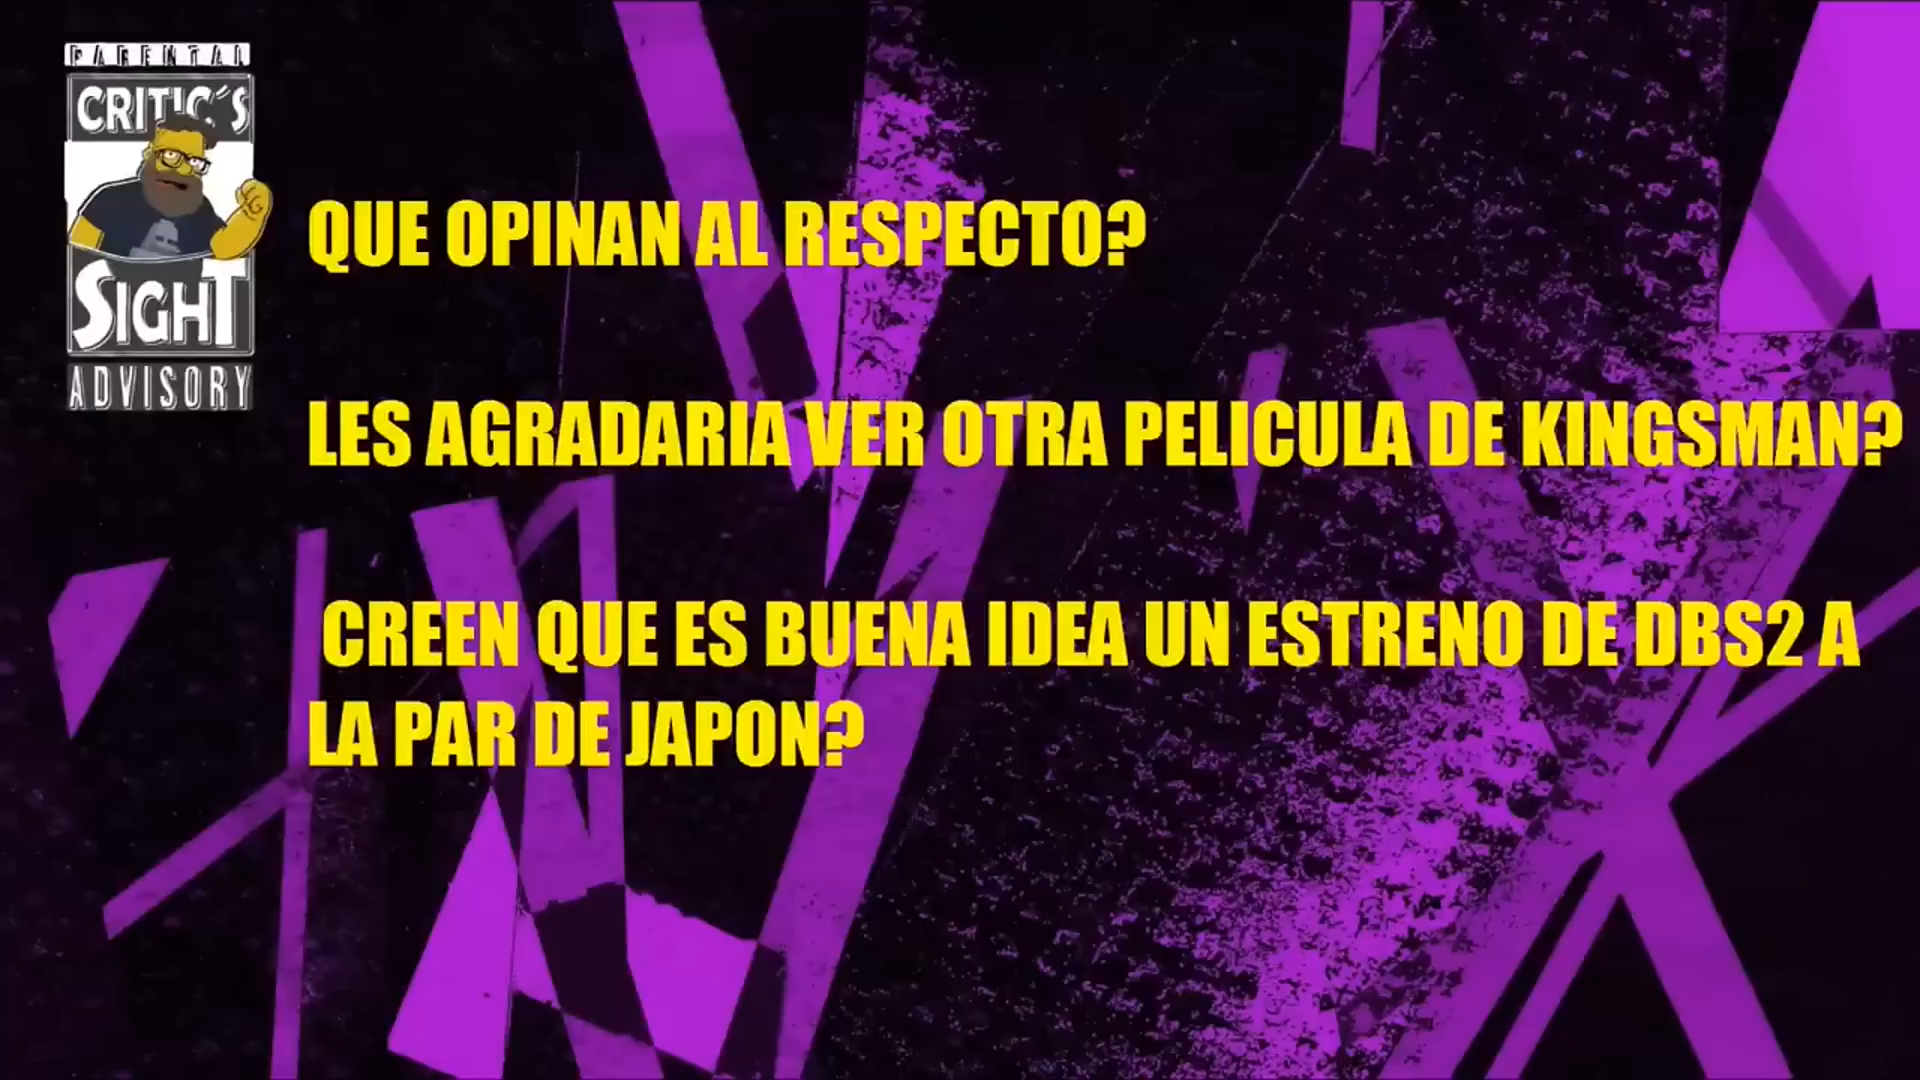 PARENTAL
CRITIC´S
SIGHT
ADVISORY
QUE OPINAN AL RESPECTO?
LES AGRADARIA VER OTRA PELICULA DE KINGSMAN?
CREEN QUE ES BUENA IDEA UN ESTRENO DE DBS2 A
LA PAR DE JAPON?